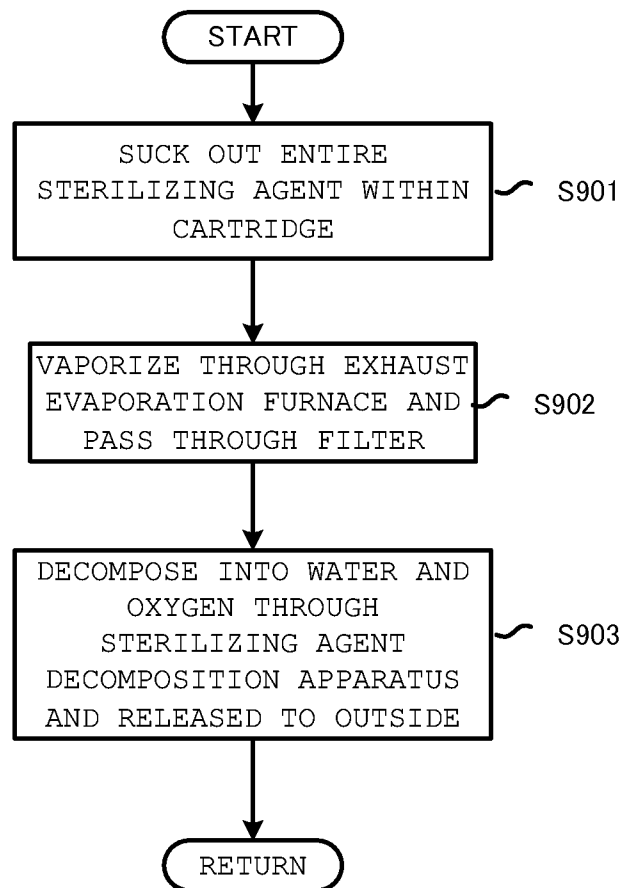 START
SUCK OUT ENTIRE
STERILIZING AGENT WITHIN
CARTRIDGE
S901
VAPORIZE THROUGH EXHAUST
EVAPORATION FURNACE AND
PASS THROUGH FILTER
S902
DECOMPOSE INTO WATER AND
OXYGEN THROUGH
STERILIZING AGENT
DECOMPOSITION APPARATUS
AND RELEASED TO OUTSIDE
S903
RETURN